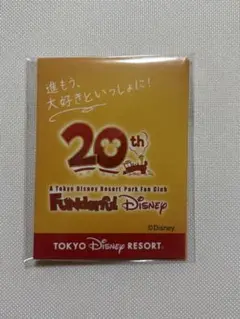 進もう、
大好きといっしょに!
20th
A Tokyo Disney Resort Park Fan Club
FUNderful Disney
©Disney
TOKYO Disney RESORT®